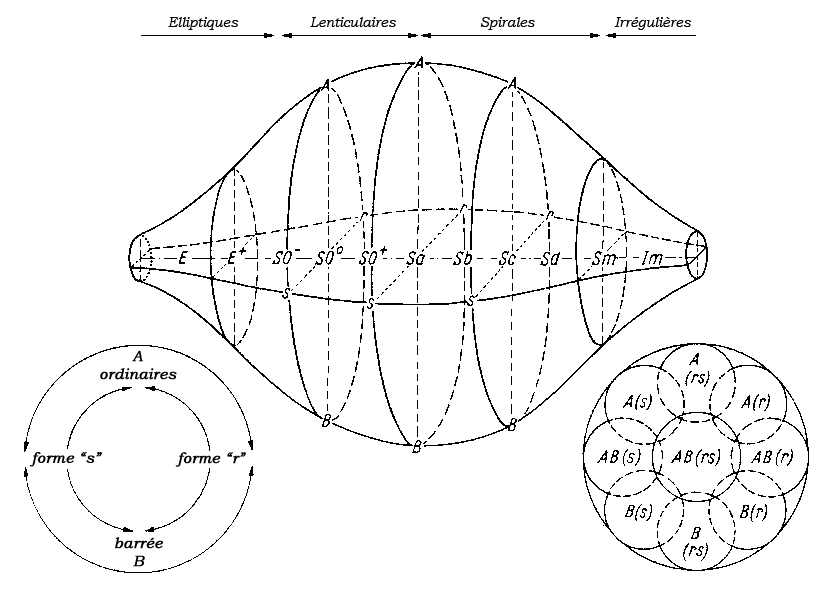 Elliptiques Lenticulaires Spirales Irrégulières
A
A A
r r r
E E⁺ S0⁻ S0° S0⁺ Sa Sb Sc Sd Sm Im
s s s
B B
B
A
ordinaires
forme “s” forme “r”
barrée
B
A
(rs)
A(s) A(r)
AB(s) AB(rs) AB(r)
B(s) B(r)
B
(rs)